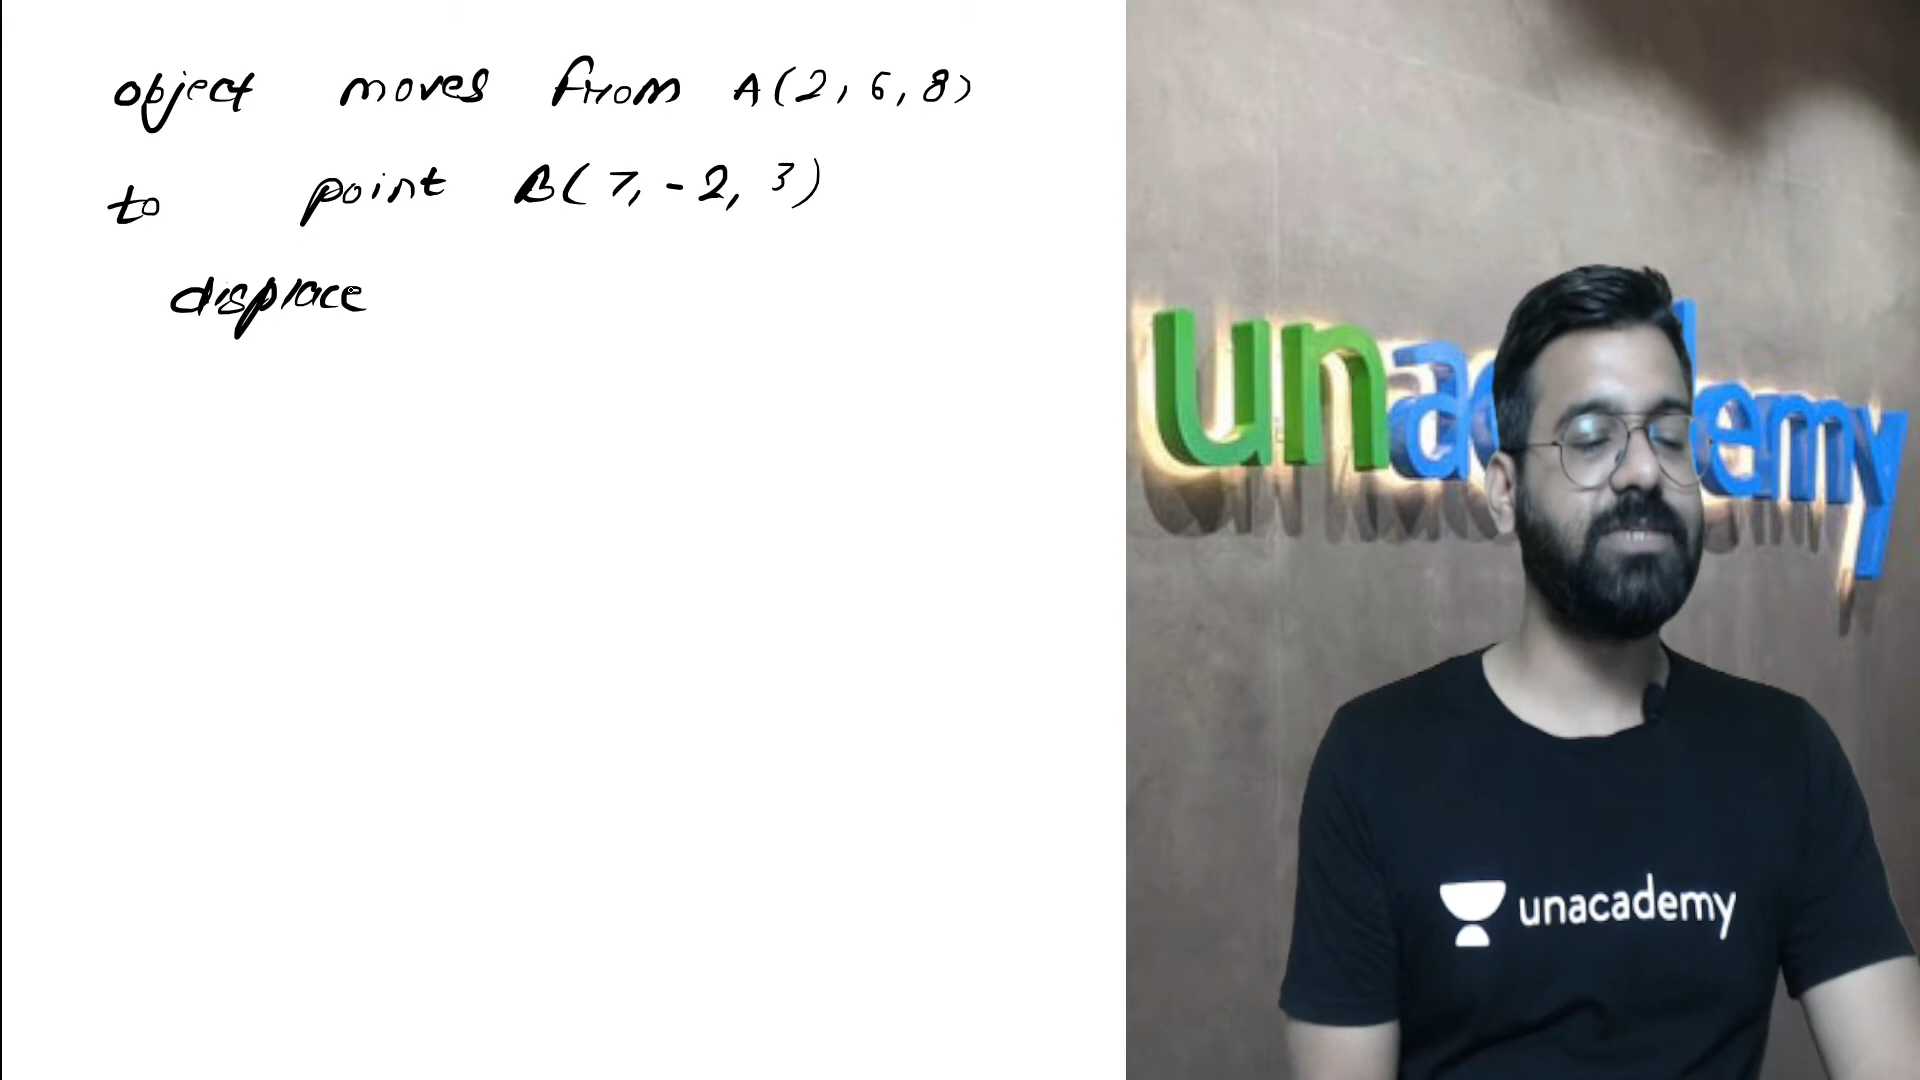 object moves from A(2, 6, 8)
to point B(7, -2, 3)
displace
unacademy
unacademy